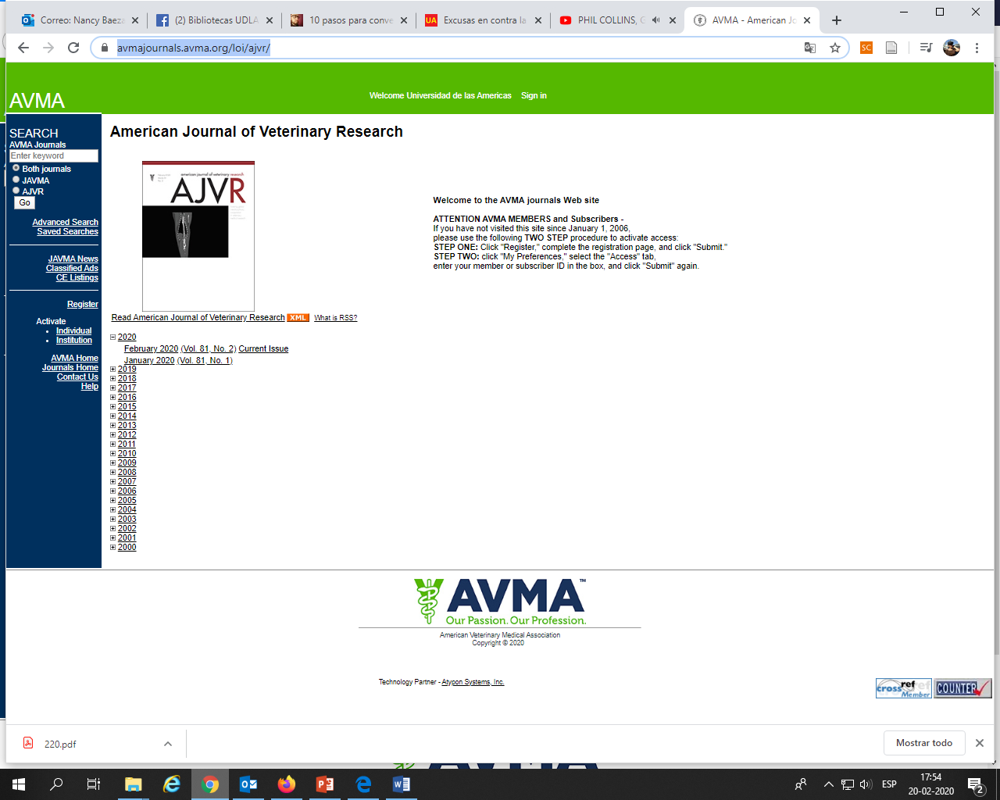 Correo: Nancy Baeza
(2) Bibliotecas UDLA
10 pasos para conve
UA Excusas en contra la
PHIL COLLINS, G
AVMA - American Jo
avmajournals.avma.org/loi/ajvr/
SC
AVMA
Welcome Universidad de las Americas Sign in
SEARCH
AVMA Journals
Enter keyword
Both journals
JAVMA
AJVR
Go
Advanced Search
Saved Searches
JAVMA News
Classified Ads
CE Listings
Register
Activate
Individual
Institution
AVMA Home
Journals Home
Contact Us
Help
American Journal of Veterinary Research
american journal of veterinary research
AJVR
Welcome to the AVMA journals Web site
ATTENTION AVMA MEMBERS and Subscribers -
If you have not visited this site since January 1, 2006,
please use the following TWO STEP procedure to activate access:
STEP ONE: Click "Register," complete the registration page, and click "Submit."
STEP TWO: click "My Preferences," select the "Access" tab,
enter your member or subscriber ID in the box, and click "Submit" again.
Read American Journal of Veterinary Research XML What is RSS?
2020
February 2020 (Vol. 81, No. 2) Current Issue
January 2020 (Vol. 81, No. 1)
2019
2018
2017
2016
2015
2014
2013
2012
2011
2010
2009
2008
2007
2006
2005
2004
2003
2002
2001
2000
AVMA™
Our Passion. Our Profession.
American Veterinary Medical Association
Copyright © 2020
Technology Partner - Atypon Systems, Inc.
crossref Member
COUNTER
220.pdf
Mostrar todo
ESP
17:54
20-02-2020
2